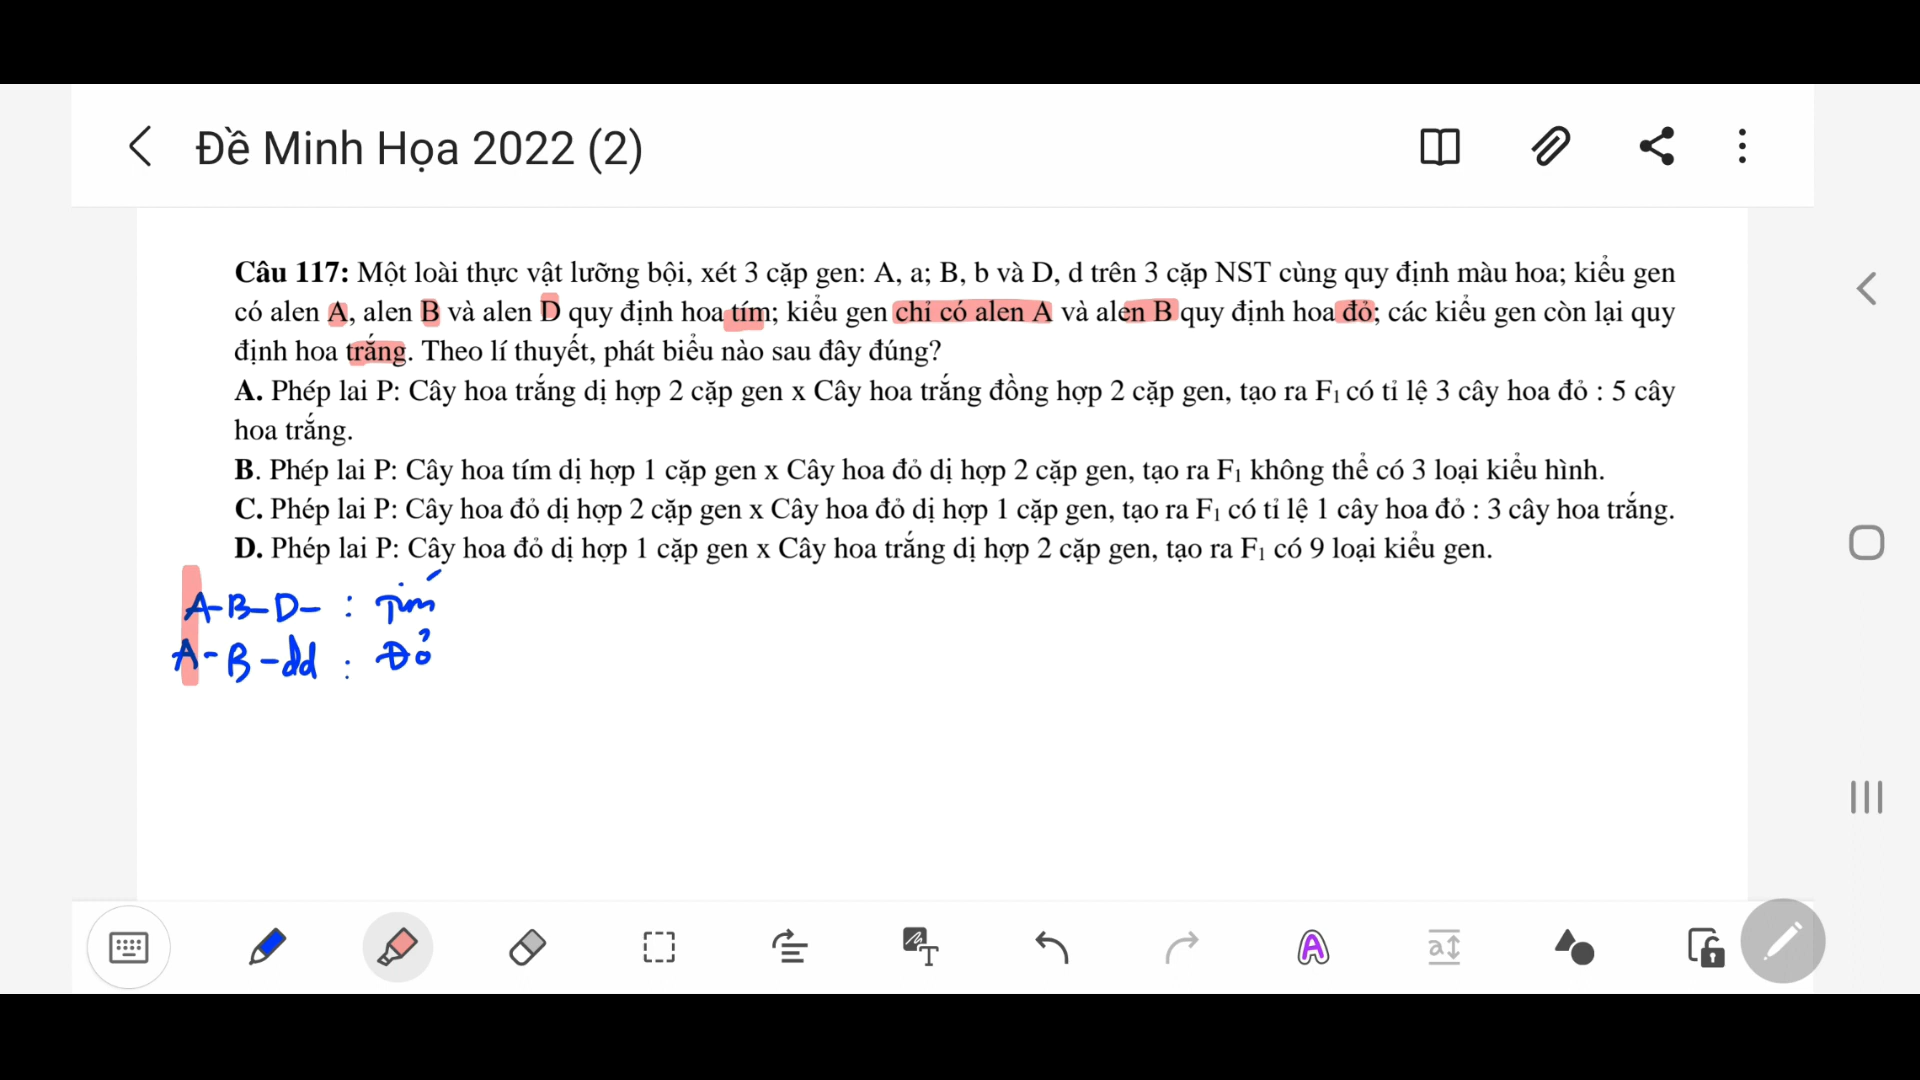 Đề Minh Họa 2022 (2)
Câu 117: Một loài thực vật lưỡng bội, xét 3 cặp gen: A, a; B, b và D, d trên 3 cặp NST cùng quy định màu hoa; kiểu gen
có alen A, alen B và alen D quy định hoa tím; kiểu gen chỉ có alen A và alen B quy định hoa đỏ; các kiểu gen còn lại quy
định hoa trắng. Theo lí thuyết, phát biểu nào sau đây đúng?
A. Phép lai P: Cây hoa trắng dị hợp 2 cặp gen x Cây hoa trắng đồng hợp 2 cặp gen, tạo ra F₁ có tỉ lệ 3 cây hoa đỏ : 5 cây
hoa trắng.
B. Phép lai P: Cây hoa tím dị hợp 1 cặp gen x Cây hoa đỏ dị hợp 2 cặp gen, tạo ra F₁ không thể có 3 loại kiểu hình.
C. Phép lai P: Cây hoa đỏ dị hợp 2 cặp gen x Cây hoa đỏ dị hợp 1 cặp gen, tạo ra F₁ có tỉ lệ 1 cây hoa đỏ : 3 cây hoa trắng.
D. Phép lai P: Cây hoa đỏ dị hợp 1 cặp gen x Cây hoa trắng dị hợp 2 cặp gen, tạo ra F₁ có 9 loại kiểu gen.
A-B-D- : Tím
A-B-dd : Đỏ